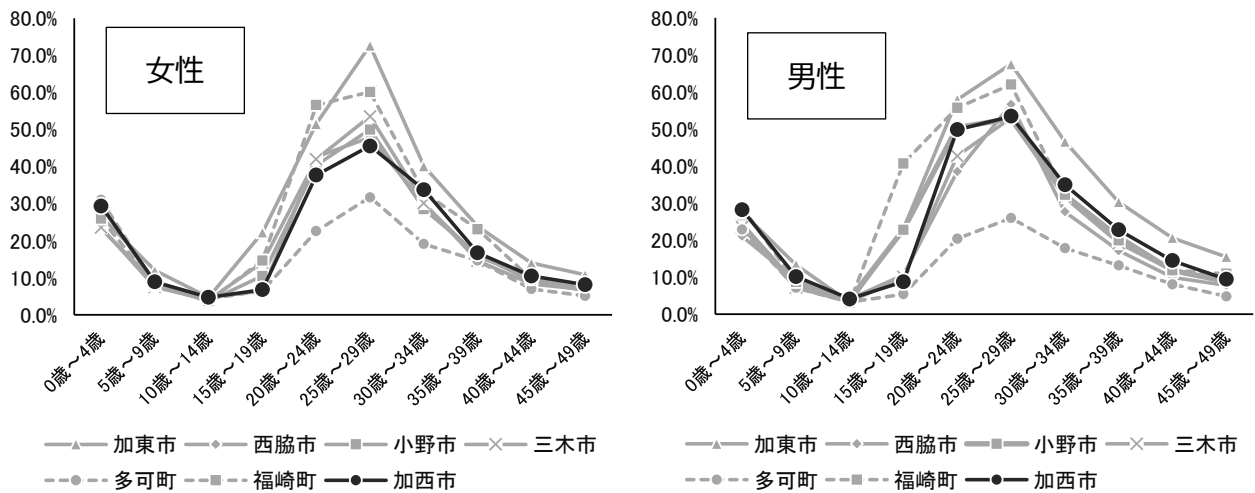 女性
80.0%
70.0%
60.0%
50.0%
40.0%
30.0%
20.0%
10.0%
0.0%
0歳～4歳
5歳～9歳
10歳～14歳
15歳～19歳
20歳～24歳
25歳～29歳
30歳～34歳
35歳～39歳
40歳～44歳
45歳～49歳
加東市 西脇市 小野市 三木市
多可町 福崎町 加西市
男性
80.0%
70.0%
60.0%
50.0%
40.0%
30.0%
20.0%
10.0%
0.0%
0歳～4歳
5歳～9歳
10歳～14歳
15歳～19歳
20歳～24歳
25歳～29歳
30歳～34歳
35歳～39歳
40歳～44歳
45歳～49歳
加東市 西脇市 小野市 三木市
多可町 福崎町 加西市